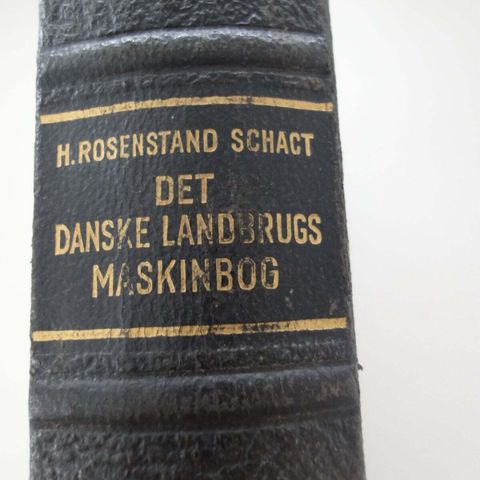 H. ROSENSTAND SCHACT
DET
DANSKE LANDBRUGS
MASKINBOG